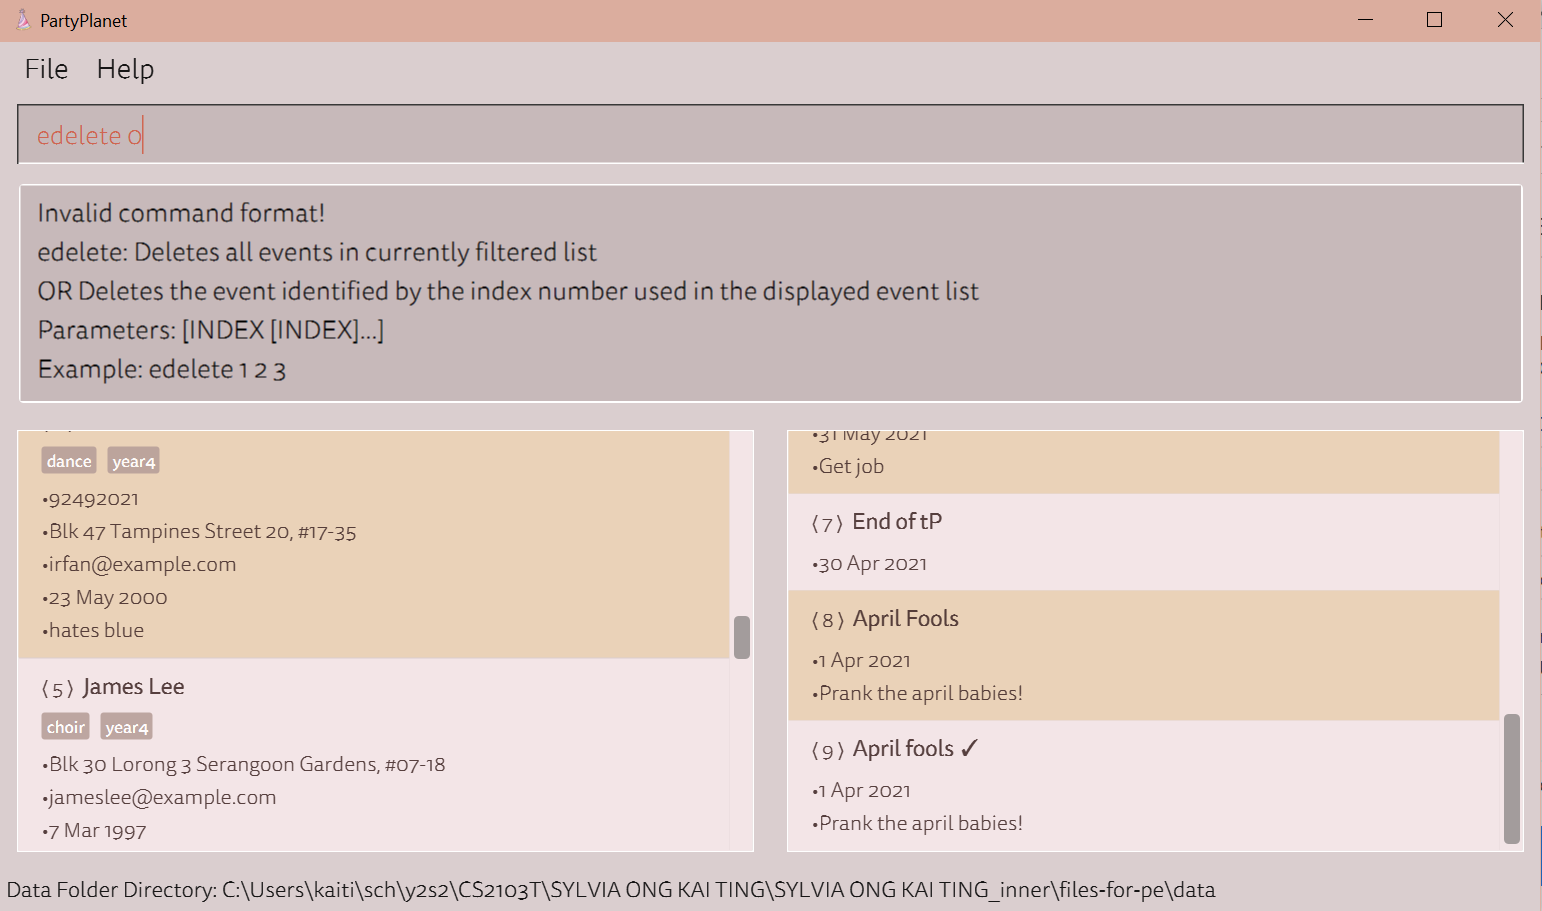 PartyPlanet
File Help
edelete 0
Invalid command format!
edelete: Deletes all events in currently filtered list
OR Deletes the event identified by the index number used in the displayed event list
Parameters: [INDEX [INDEX]...]
Example: edelete 1 2 3
dance year4
•92492021
•Blk 47 Tampines Street 20, #17-35
•irfan@example.com
•23 May 2000
•hates blue
⟨5⟩ James Lee
choir year4
•Blk 30 Lorong 3 Serangoon Gardens, #07-18
•jameslee@example.com
•7 Mar 1997
•31 May 2021
•Get job
⟨7⟩ End of tP
•30 Apr 2021
⟨8⟩ April Fools
•1 Apr 2021
•Prank the april babies!
⟨9⟩ April fools ✓
•1 Apr 2021
•Prank the april babies!
Data Folder Directory: C:\Users\kaiti\sch\y2s2\CS2103T\SYLVIA ONG KAI TING\SYLVIA ONG KAI TING_inner\files-for-pe\data